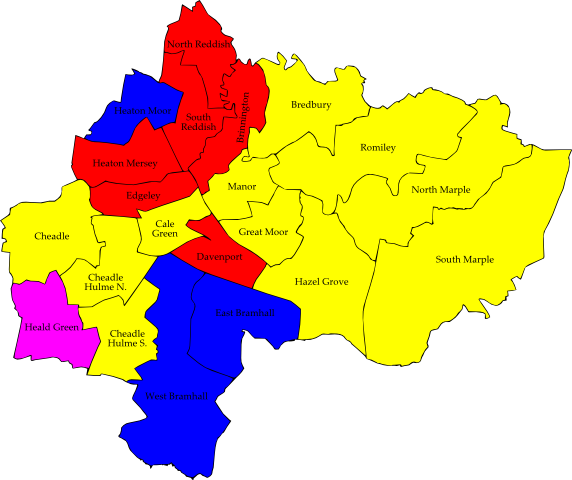 North Reddish
Heaton Moor
Bredbury
Brinnington
South
Reddish
Romiley
Heaton Mersey
Manor
North Marple
Edgeley
Cale
Green
Great Moor
Cheadle
Davenport
South Marple
Cheadle
Hulme N.
Hazel Grove
East Bramhall
Heald Green
Cheadle
Hulme S.
West Bramhall